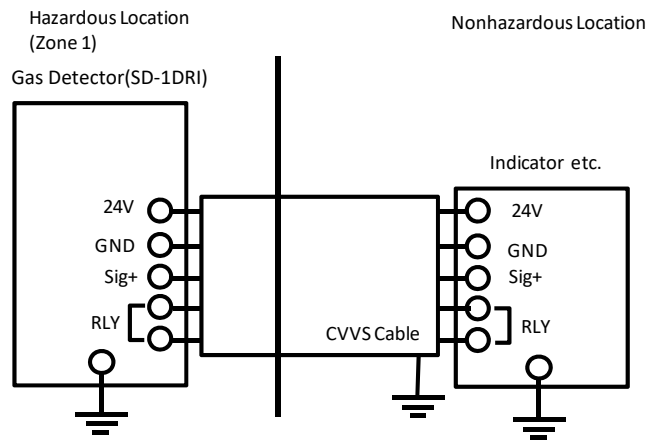 Hazardous Location
(Zone 1)
Nonhazardous Location
Gas Detector(SD-1DRI)
Indicator etc.
24V
GND
Sig+
RLY
CVVS Cable
24V
GND
Sig+
RLY